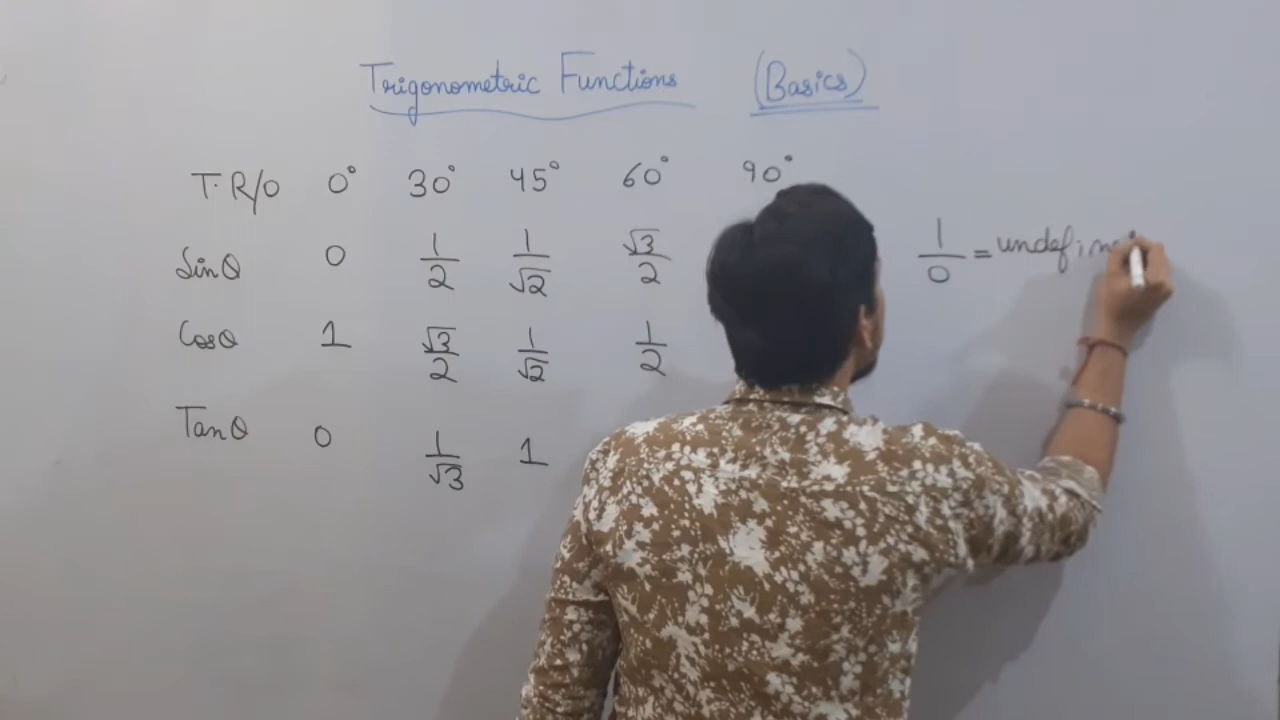 Trigonometric Functions (Basics)
T.R/θ 0° 30° 45° 60° 90°
Sinθ 0 1/2 1/√2 √3/2
1/0 =
Cosθ 1 √3/2 1/√2 1/2
Tanθ 0 1/√3 1